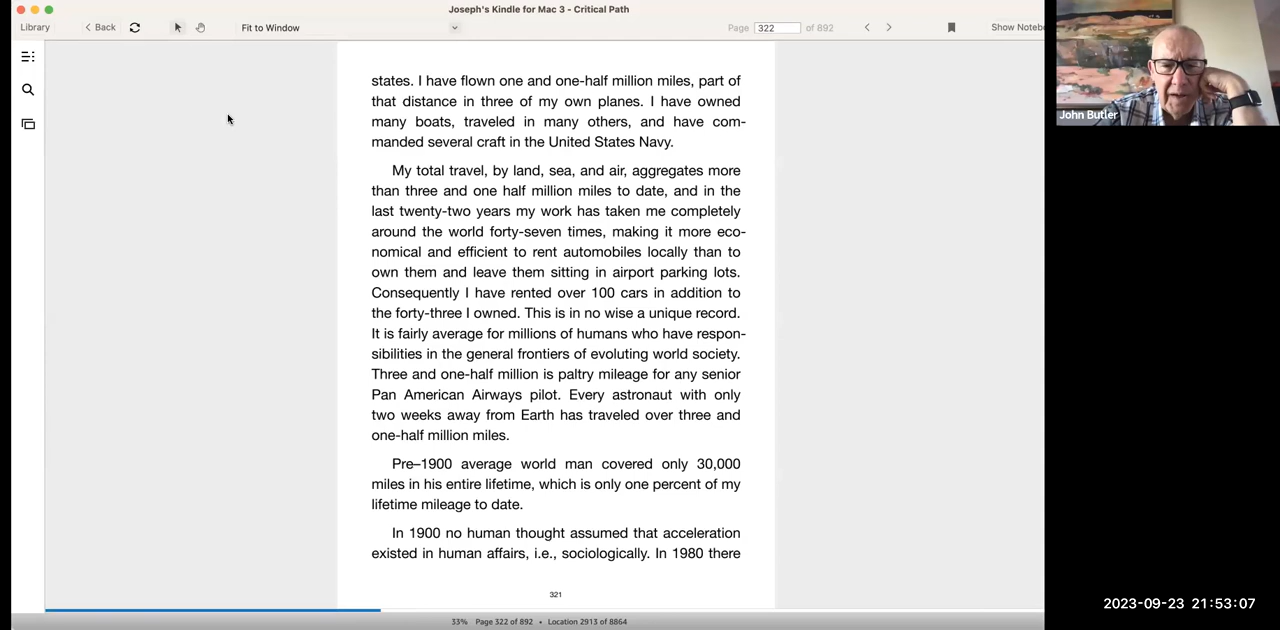 Joseph's Kindle for Mac 3 - Critical Path
Library
Back
Fit to Window
Page 322 of 892
Show Notebo
states. I have flown one and one-half million miles, part of
that distance in three of my own planes. I have owned
many boats, traveled in many others, and have com-
manded several craft in the United States Navy.
My total travel, by land, sea, and air, aggregates more
than three and one half million miles to date, and in the
last twenty-two years my work has taken me completely
around the world forty-seven times, making it more eco-
nomical and efficient to rent automobiles locally than to
own them and leave them sitting in airport parking lots.
Consequently I have rented over 100 cars in addition to
the forty-three I owned. This is in no wise a unique record.
It is fairly average for millions of humans who have respon-
sibilities in the general frontiers of evoluting world society.
Three and one-half million is paltry mileage for any senior
Pan American Airways pilot. Every astronaut with only
two weeks away from Earth has traveled over three and
one-half million miles.
Pre–1900 average world man covered only 30,000
miles in his entire lifetime, which is only one percent of my
lifetime mileage to date.
In 1900 no human thought assumed that acceleration
existed in human affairs, i.e., sociologically. In 1980 there
321
33% Page 322 of 892 • Location 2913 of 8864
John Butler
2023-09-23 21:53:07